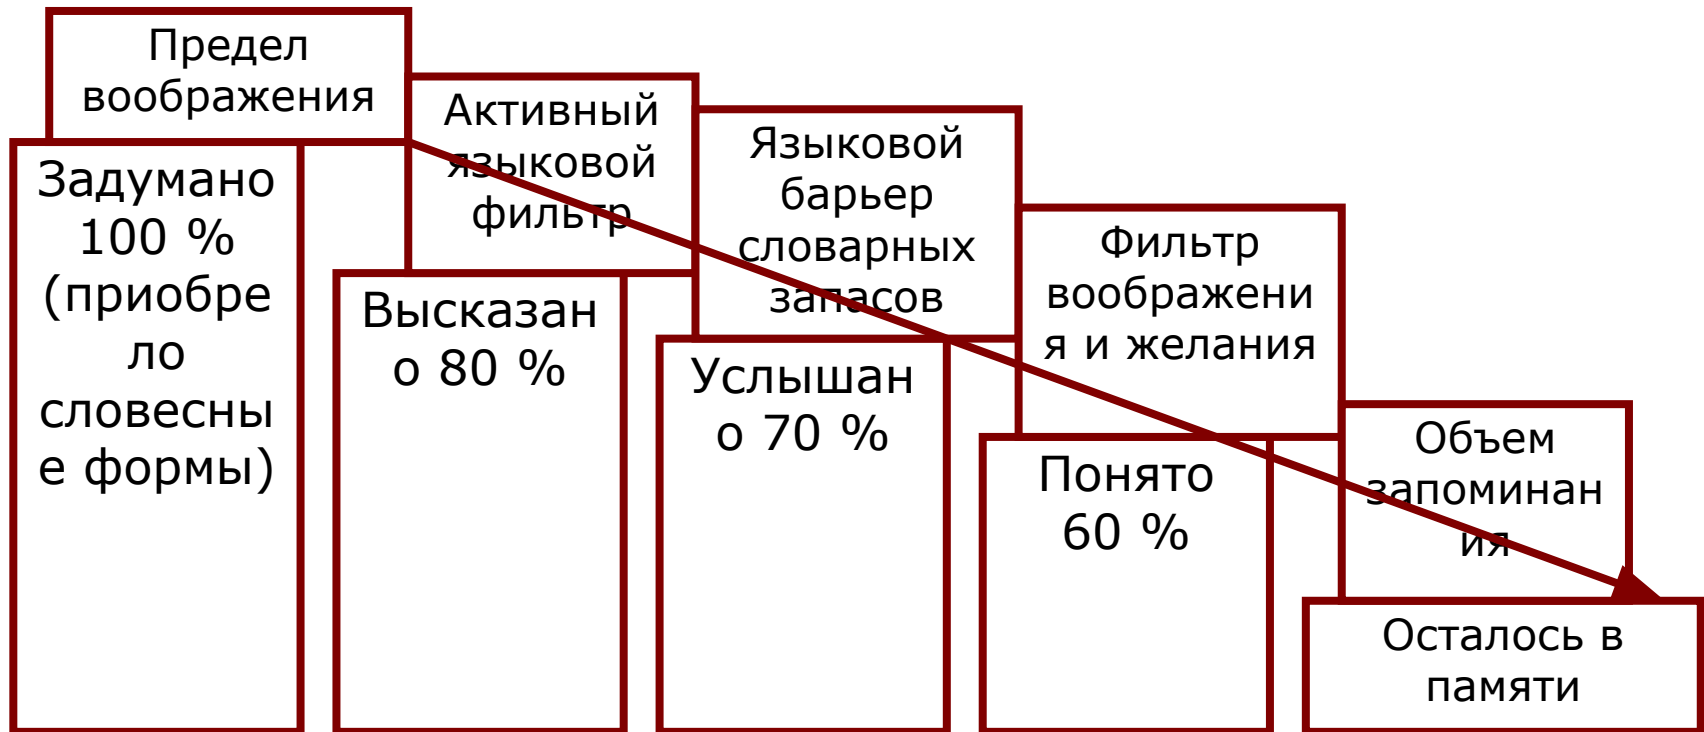 Предел
воображения
Задумано
100 %
(приобре
ло
словесны
е формы)
Активный
языковой
фильтр
Высказан
о 80 %
Языковой
барьер
словарных
запасов
Услышан
о 70 %
Фильтр
воображени
я и желания
Понято
60 %
Объем
запоминан
ия
Осталось в
памяти